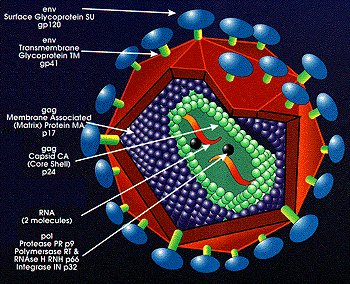 env
Surface Glycoprotein SU
gp120
env
Transmembrane
Glycoprotein TM
gp41
gag
Membrane Associated
(Matrix) Protein MA
p17
gag
Capsid CA
(Core Shell)
p24
RNA
(2 molecules)
pol
Protease PR p9
Polymerase RT &
RNAse H RNH p66
Integrase IN p32